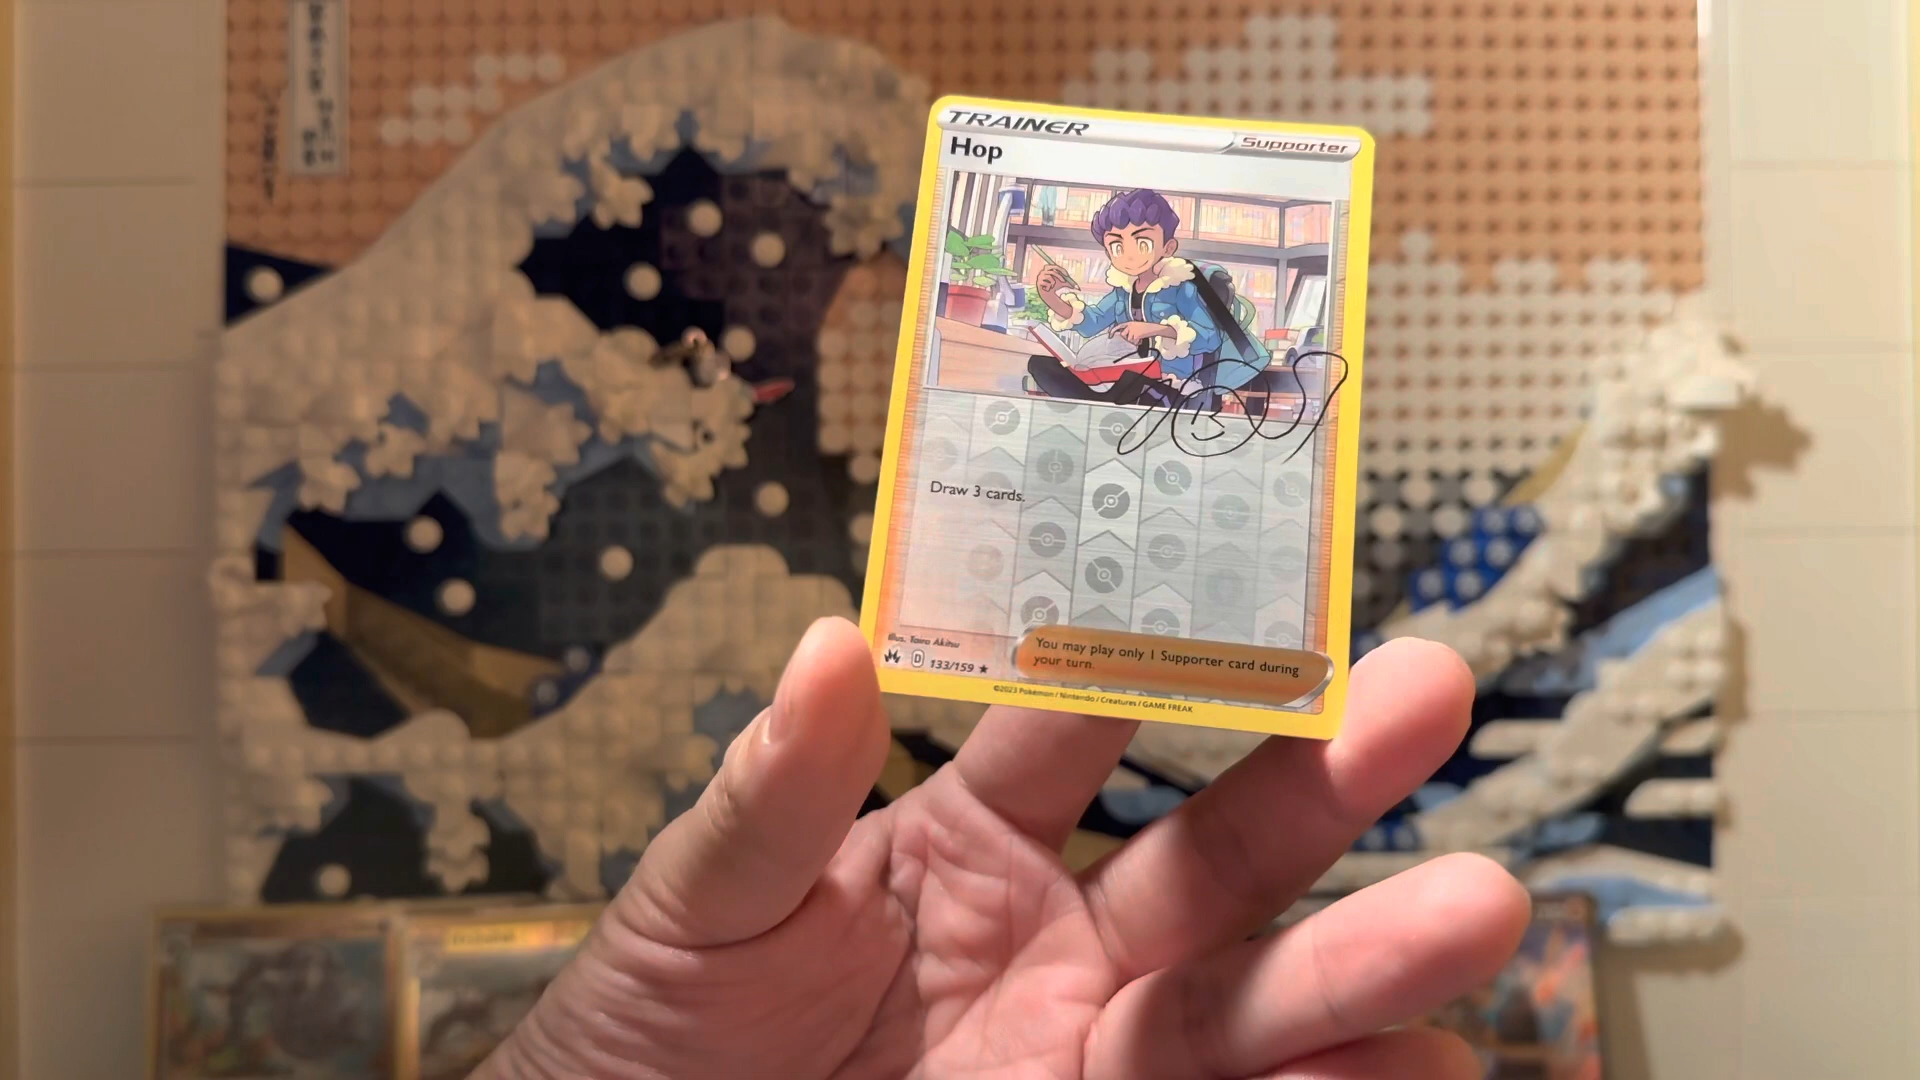 TRAINER
Supporter
Hop
Draw 3 cards.
Illus. Taira Akitsu
D
133/159 ★
You may play only 1 Supporter card during
your turn.
©2023 Pokémon / Nintendo / Creatures / GAME FREAK